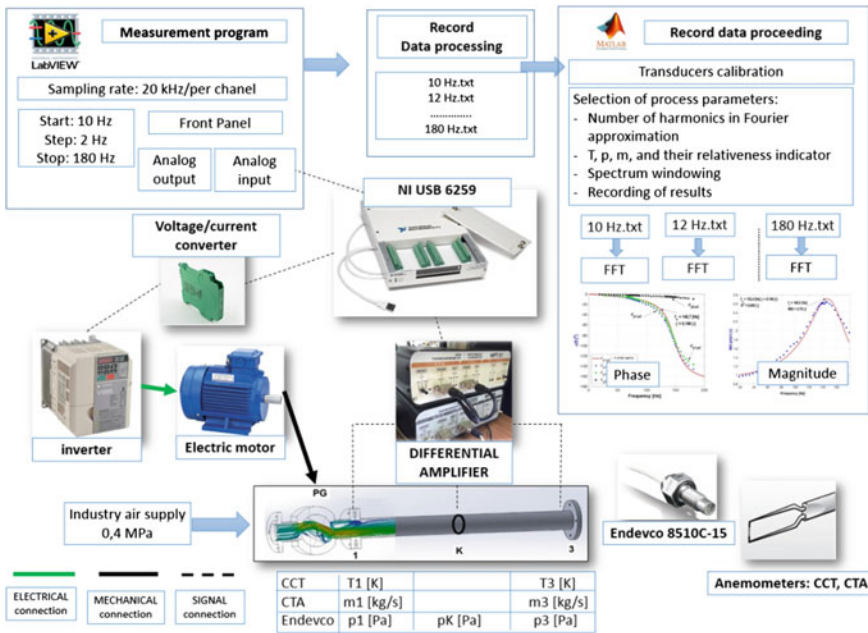 Measurement program
LabVIEW
Sampling rate: 20 kHz/per chanel
Start: 10 Hz
Step: 2 Hz
Stop: 180 Hz
Front Panel
Analog
output
Analog
input
Record
Data processing
10 Hz.txt
12 Hz.txt
...............
180 Hz.txt
MATLAB
Record data proceeding
Transducers calibration
Selection of process parameters:
- Number of harmonics in Fourier
approximation
- T, p, m, and their relativeness indicator
- Spectrum windowing
- Recording of results
10 Hz.txt
12 Hz.txt
180 Hz.txt
FFT
FFT
FFT
Phase
Frequency [Hz]
Magnitude
Frequency [Hz]
NI USB 6259
Voltage/current
converter
inverter
Electric motor
DIFFERENTIAL
AMPLIFIER
PG
1
K
3
Industry air supply
0,4 MPa
Endevco 8510C-15
Anemometers: CCT, CTA
ELECTRICAL
connection
MECHANICAL
connection
SIGNAL
connection
CCT T1 [K] T3 [K]
CTA m1 [kg/s] m3 [kg/s]
Endevco p1 [Pa] pK [Pa] p3 [Pa]